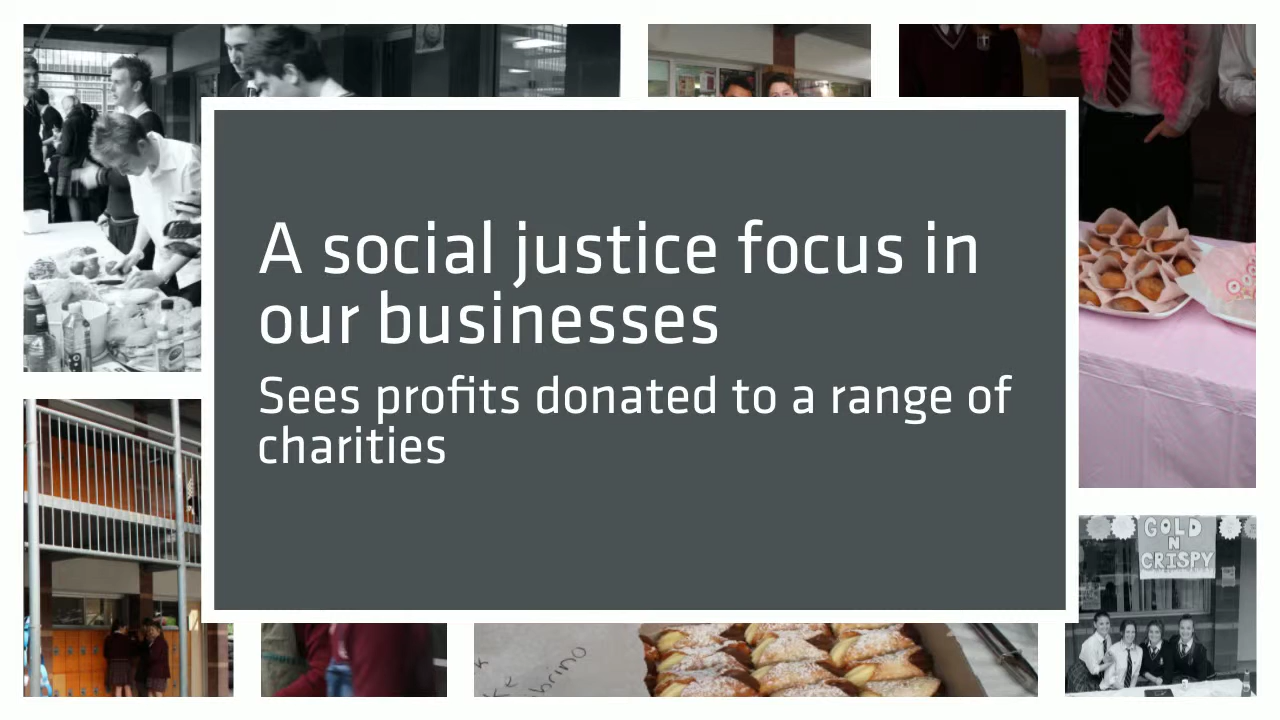 A social justice focus in
our businesses
Sees profits donated to a range of
charities
GOLD
N
CRISPY